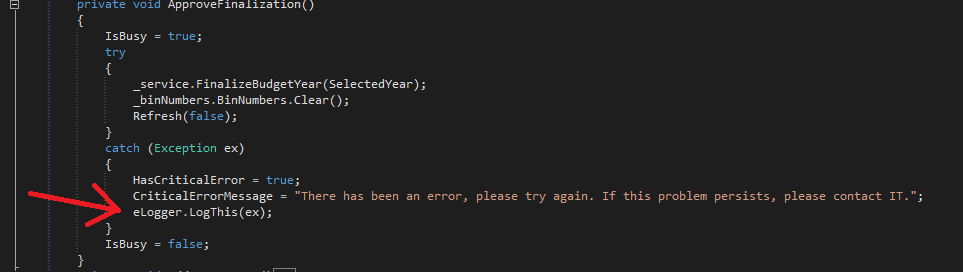 private void ApproveFinalization()
{
IsBusy = true;
try
{
_service.FinalizeBudgetYear(SelectedYear);
_binNumbers.BinNumbers.Clear();
Refresh(false);
}
catch (Exception ex)
{
HasCriticalError = true;
CriticalErrorMessage = "There has been an error, please try again. If this problem persists, please contact IT.";
eLogger.LogThis(ex);
}
IsBusy = false;
}